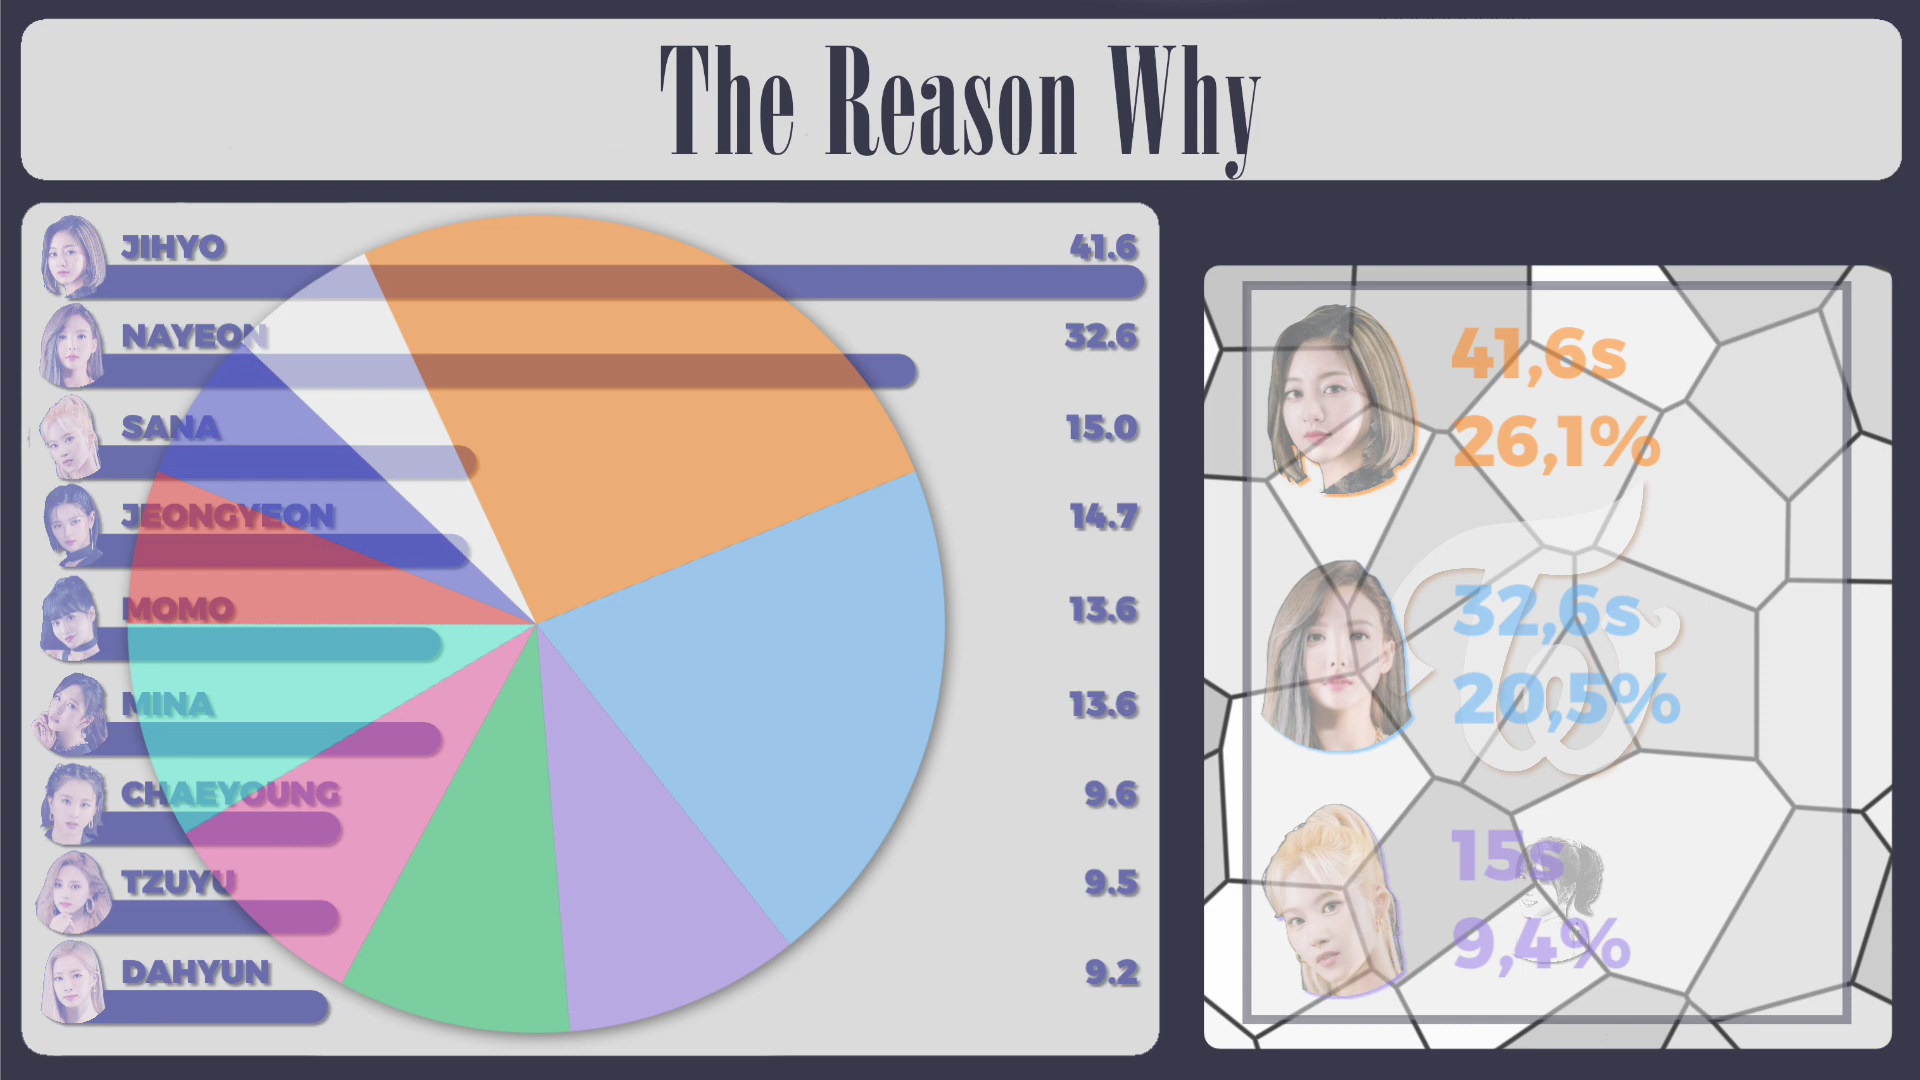 The Reason Why
JIHYO 41.6
NAYEON 32.6
SANA 15.0
JEONGYEON 14.7
MOMO 13.6
MINA 13.6
CHAEYOUNG 9.6
TZUYU 9.5
DAHYUN 9.2
41,6s
26,1%
32,6s
20,5%
15s
9,4%